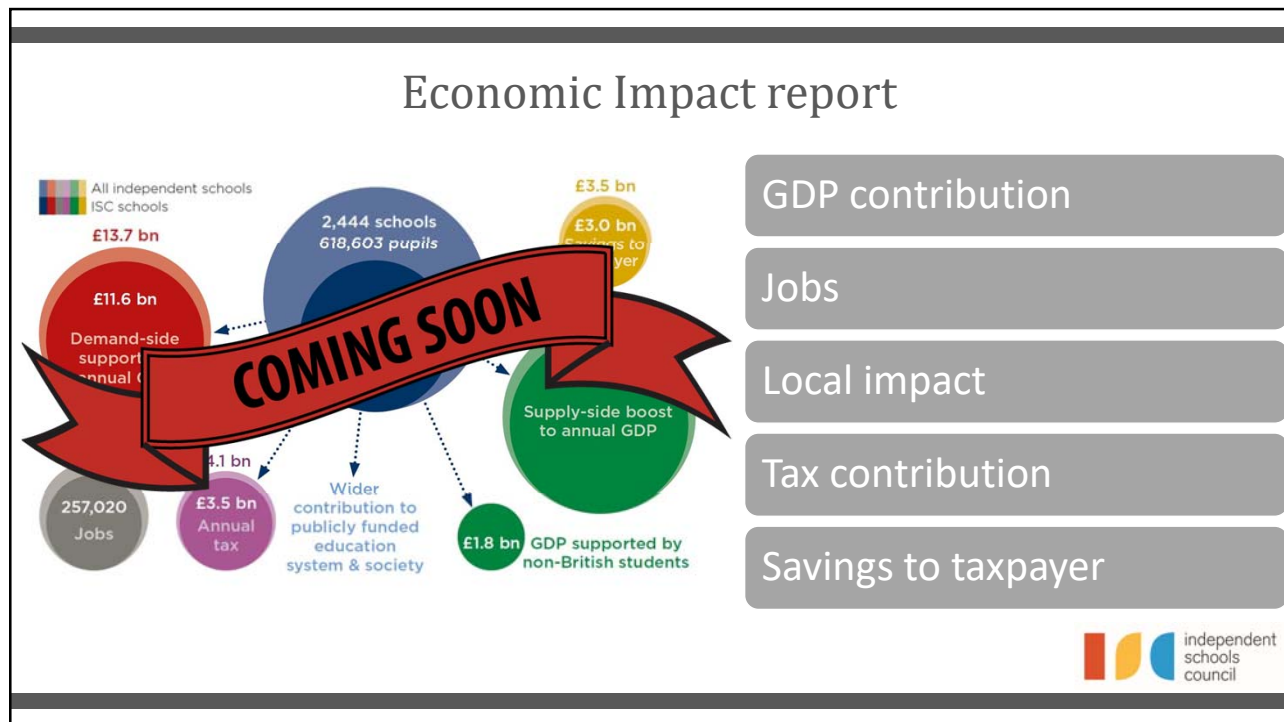 Economic Impact report
All independent schools
ISC schools
£13.7 bn
£11.6 bn
Demand-side
annual
2,444 schools
618,603 pupils
£3.5 bn
£3.0 bn
Savings to
COMING SOON
Supply-side boost
to annual GDP
257,020
Jobs
£3.5 bn
Annual
tax
Wider
contribution to
publicly funded
education
system & society
£1.8 bn
GDP supported by
non-British students
GDP contribution
Jobs
Local impact
Tax contribution
Savings to taxpayer
independent
schools
council